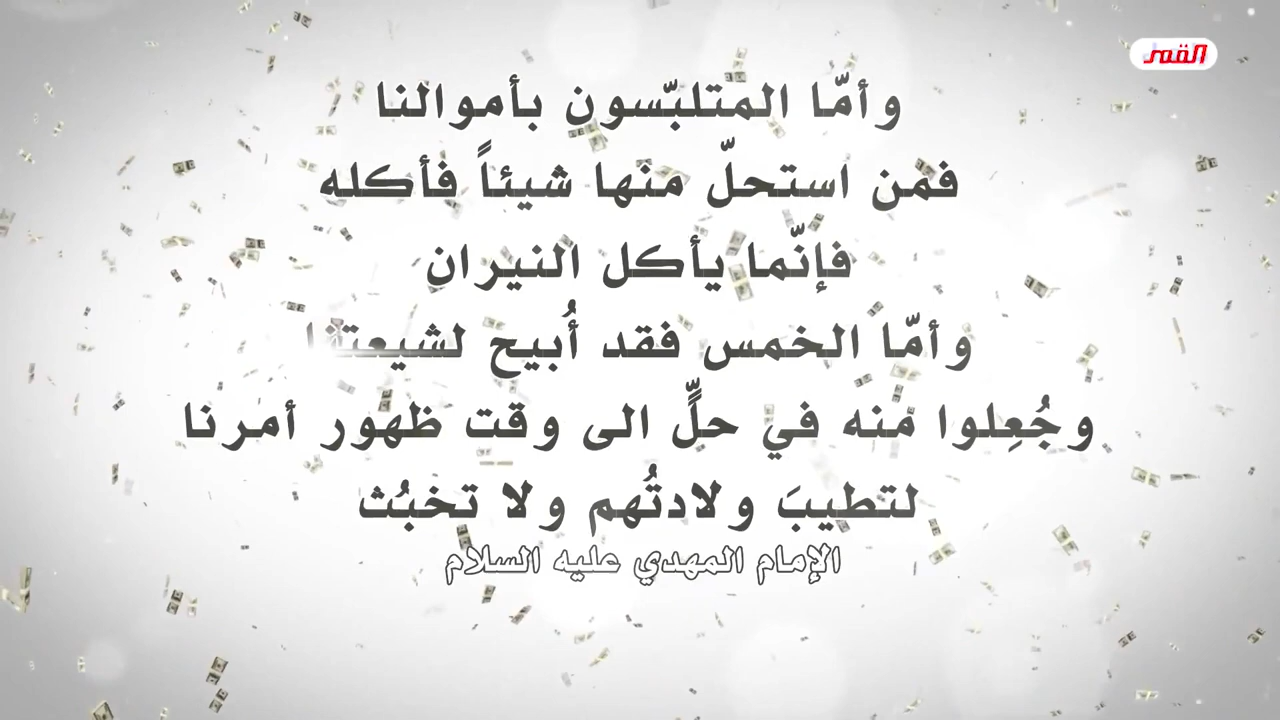 القمر
وأمّا المتلبّسون بأموالنا
فمن استحلّ منها شيئاً فأكله
فإنّما يأكل النيران
وأمّا الخمس فقد أُبيح لشيعتنا
وجُعِلوا منه في حلٍّ الى وقت ظهور أمرنا
لتطيبَ ولادتُهم ولا تخبُث
الإمام المهدي عليه السلام